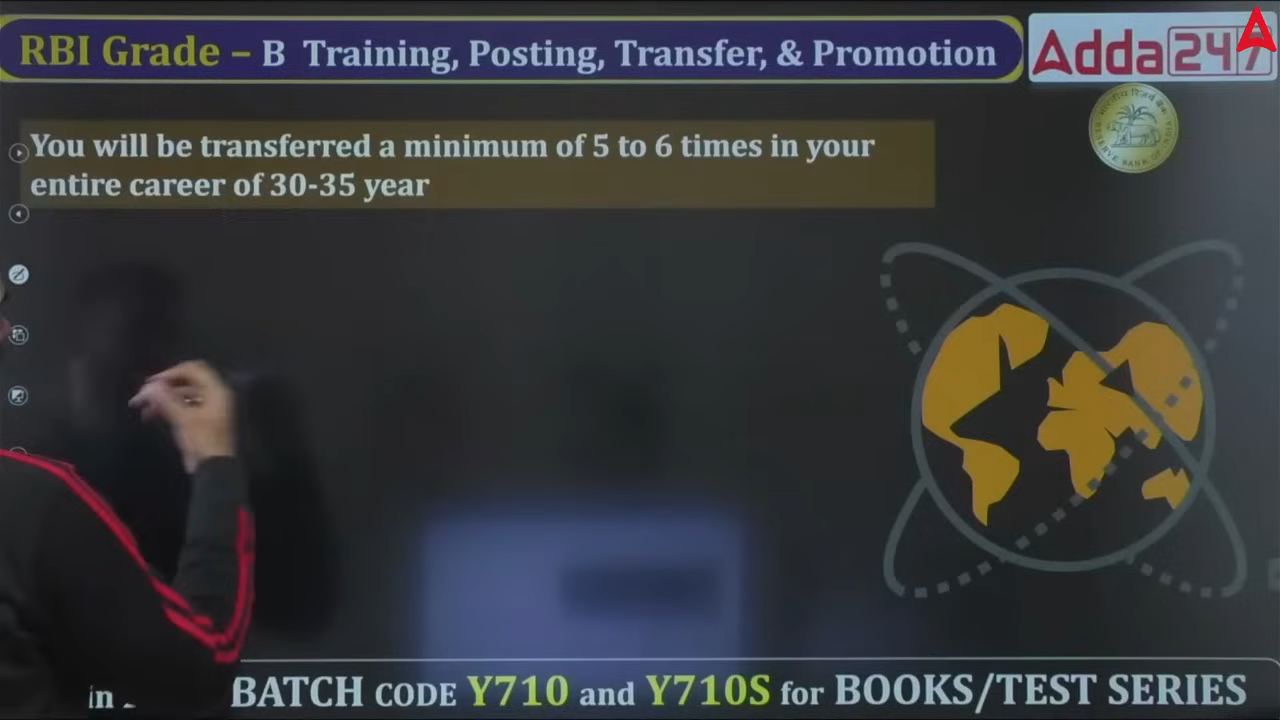 RBI Grade – B Training, Posting, Transfer, & Promotion
Adda247
You will be transferred a minimum of 5 to 6 times in your
entire career of 30-35 year
in
BATCH CODE Y710 and Y710S for BOOKS/TEST SERIES